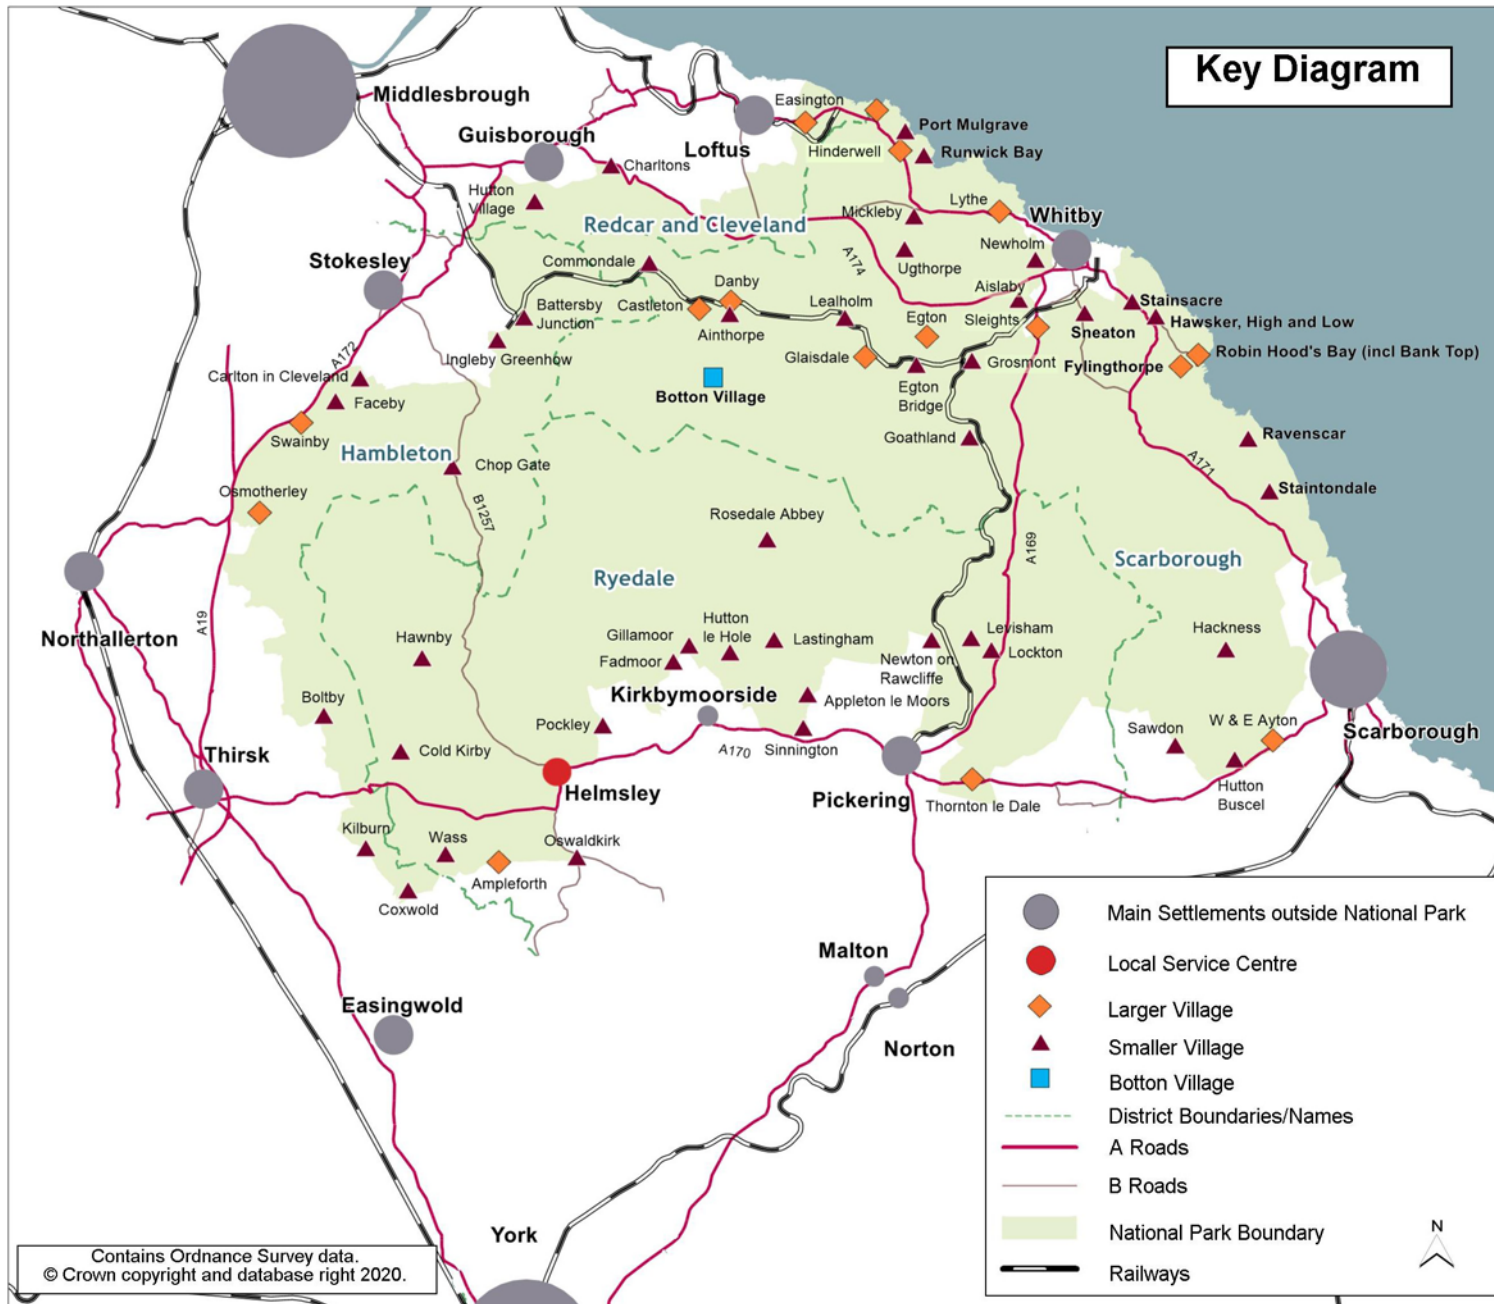 Key Diagram
Middlesbrough
Guisborough
Loftus
Easington
Hinderwell
Port Mulgrave
Runwick Bay
Charltons
Hutton
Village
Redcar and Cleveland
Mickleby
Lythe
Whitby
Newholm
Ugthorpe
A174
Aislaby
Stokesley
Commondale
Castleton
Danby
Ainthorpe
Lealholm
Egton
Sleights
Sneaton
Stainsacre
Hawsker, High and Low
Battersby
Junction
Ingleby Greenhow
Glaisdale
Egton
Bridge
Grosmont
Fylingthorpe
Robin Hood's Bay (incl Bank Top)
A172
Carlton in Cleveland
Faceby
Botton Village
Swainby
Hambleton
Goathland
Ravenscar
Chop Gate
A171
Osmotherley
B1257
Staintondale
Rosedale Abbey
A169
Scarborough
Ryedale
A19
Northallerton
Hawnby
Gillamoor
Fadmoor
Hutton
le Hole
Lastingham
Newton on
Rawcliffe
Levisham
Lockton
Hackness
Boltby
Kirkbymoorside
Appleton le Moors
Pockley
A170
Sinnington
Sawdon
W & E Ayton
Scarborough
Thirsk
Cold Kirby
Helmsley
Pickering
Thornton le Dale
Hutton
Buscel
Kilburn
Wass
Oswaldkirk
Ampleforth
Coxwold
Malton
Easingwold
Norton
York
Main Settlements outside National Park
Local Service Centre
Larger Village
Smaller Village
Botton Village
District Boundaries/Names
A Roads
B Roads
National Park Boundary
Railways
N
Contains Ordnance Survey data.
© Crown copyright and database right 2020.